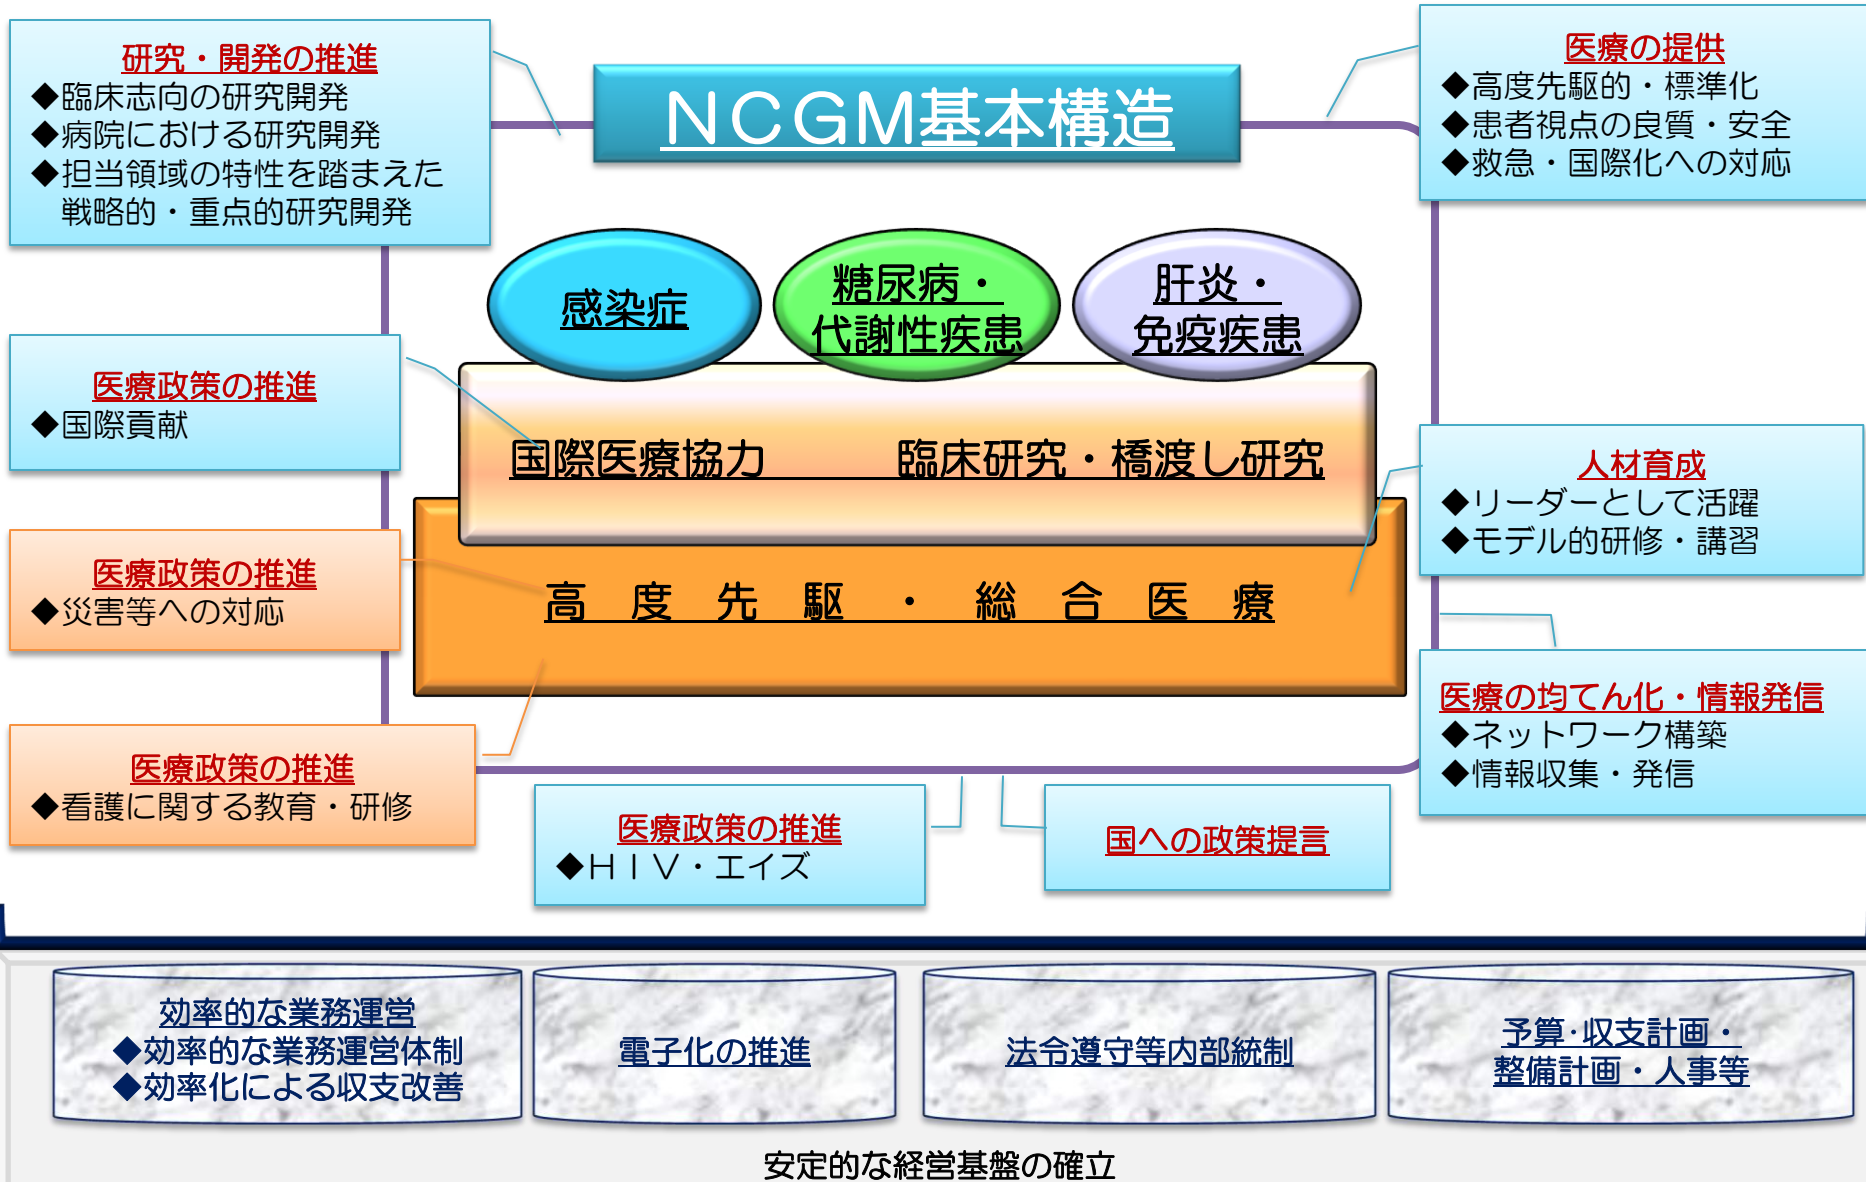 研究・開発の推進
◆臨床志向の研究開発
◆病院における研究開発
◆担当領域の特性を踏まえた
戦略的・重点的研究開発
ＮＣＧＭ基本構造
医療の提供
◆高度先駆的・標準化
◆患者視点の良質・安全
◆救急・国際化への対応
感染症
糖尿病・
代謝性疾患
肝炎・
免疫疾患
医療政策の推進
◆国際貢献
国際医療協力　　　臨床研究・橋渡し研究
人材育成
◆リーダーとして活躍
◆モデル的研修・講習
医療政策の推進
◆災害等への対応
高　度　先　駆　・　総　合　医　療
医療の均てん化・情報発信
◆ネットワーク構築
◆情報収集・発信
医療政策の推進
◆看護に関する教育・研修
医療政策の推進
◆ＨＩＶ・エイズ
国への政策提言
効率的な業務運営
◆効率的な業務運営体制
◆効率化による収支改善
電子化の推進
法令遵守等内部統制
予算･収支計画・
整備計画・人事等
安定的な経営基盤の確立